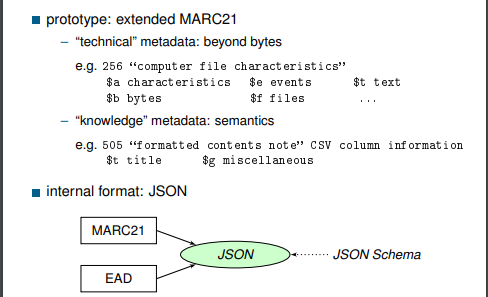 prototype: extended MARC21
– “technical” metadata: beyond bytes
e.g. 256 “computer file characteristics”
$a characteristics $e events $t text
$b bytes $f files ...
– “knowledge” metadata: semantics
e.g. 505 “formatted contents note” CSV column information
$t title $g miscellaneous
internal format: JSON
MARC21
JSON
JSON Schema
EAD